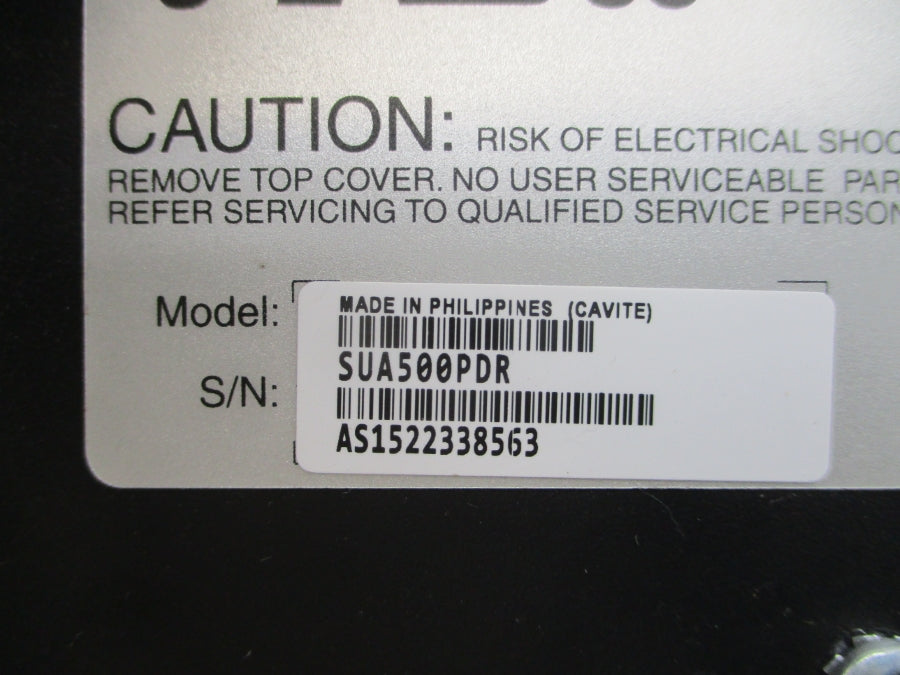 CAUTION: RISK OF ELECTRICAL SHOC
REMOVE TOP COVER. NO USER SERVICEABLE PAR
REFER SERVICING TO QUALIFIED SERVICE PERSON
Model:
MADE IN PHILIPPINES (CAVITE)
SUA500PDR
S/N:
AS1522338563